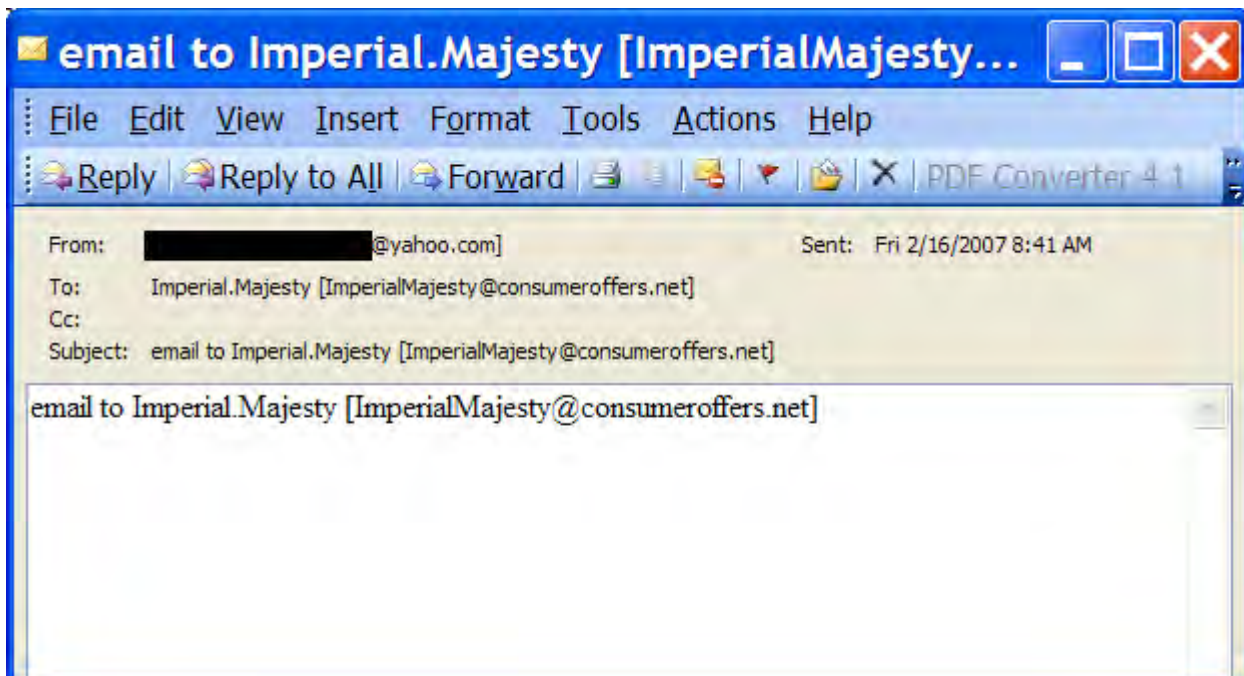 email to Imperial.Majesty [ImperialMajesty...
File Edit View Insert Format Tools Actions Help
Reply Reply to All Forward PDF Converter 4.1
From: @yahoo.com] Sent: Fri 2/16/2007 8:41 AM
To: Imperial.Majesty [ImperialMajesty@consumeroffers.net]
Cc:
Subject: email to Imperial.Majesty [ImperialMajesty@consumeroffers.net]
email to Imperial.Majesty [ImperialMajesty@consumeroffers.net]